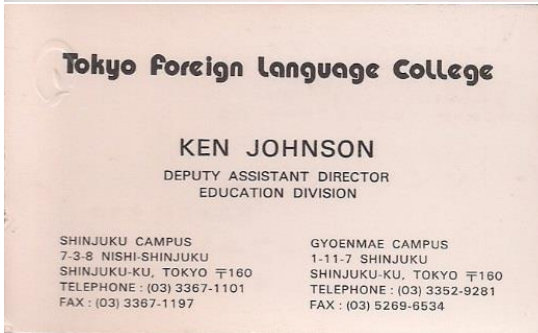 Tokyo Foreign Language College
KEN JOHNSON
DEPUTY ASSISTANT DIRECTOR
EDUCATION DIVISION
SHINJUKU CAMPUS
7-3-8 NISHI-SHINJUKU
SHINJUKU-KU, TOKYO 〒160
TELEPHONE : (03) 3367-1101
FAX : (03) 3367-1197
GYOENMAE CAMPUS
1-11-7 SHINJUKU
SHINJUKU-KU, TOKYO 〒160
TELEPHONE : (03) 3352-9281
FAX : (03) 5269-6534